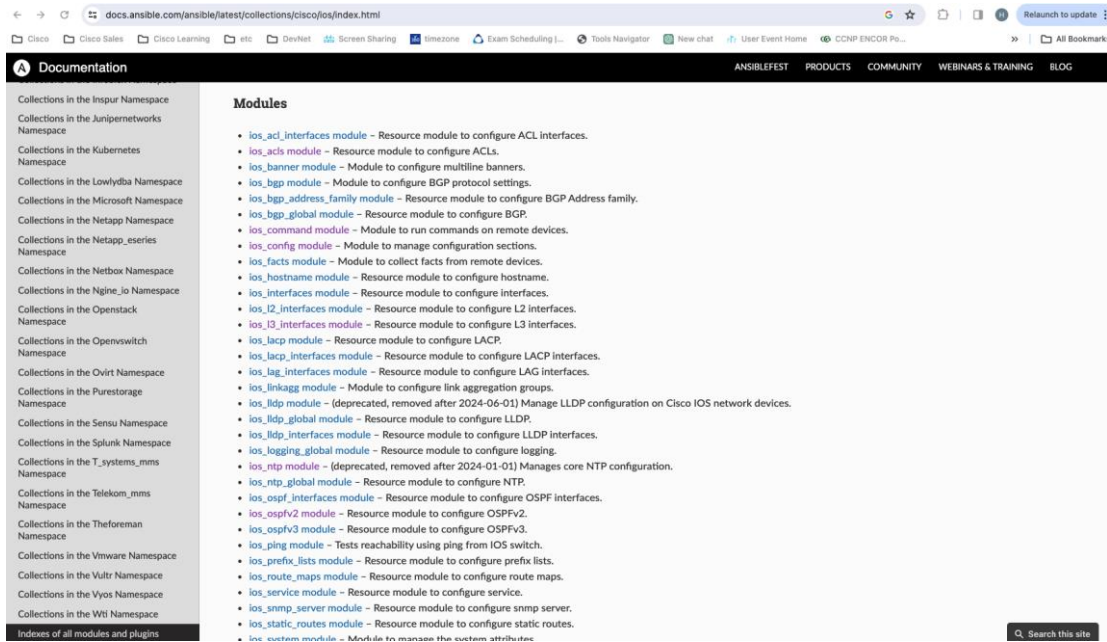 docs.ansible.com/ansible/latest/collections/cisco/ios/index.html
Relaunch to update
Cisco
Cisco Sales
Cisco Learning
etc
DevNet
Screen Sharing
timezone
Exam Scheduling |...
Tools Navigator
New chat
User Event Home
CCNP ENCOR Po...
»
All Bookmark
A Documentation
ANSIBLEFEST
PRODUCTS
COMMUNITY
WEBINARS & TRAINING
BLOG
Collections in the Inspur Namespace
Collections in the Junipernetworks
Namespace
Collections in the Kubernetes
Namespace
Collections in the Lowlydba Namespace
Collections in the Microsoft Namespace
Collections in the Netapp Namespace
Collections in the Netapp_eseries
Namespace
Collections in the Netbox Namespace
Collections in the Ngine_io Namespace
Collections in the Openstack
Namespace
Collections in the Openvswitch
Namespace
Collections in the Ovirt Namespace
Collections in the Purestorage
Namespace
Collections in the Sensu Namespace
Collections in the Splunk Namespace
Collections in the T_systems_mms
Namespace
Collections in the Telekom_mms
Namespace
Collections in the Theforeman
Namespace
Collections in the Vmware Namespace
Collections in the Vultr Namespace
Collections in the Vyos Namespace
Collections in the Wti Namespace
Indexes of all modules and plugins
Modules
• ios_acl_interfaces module – Resource module to configure ACL interfaces.
• ios_acls module – Resource module to configure ACLs.
• ios_banner module – Module to configure multiline banners.
• ios_bgp module – Module to configure BGP protocol settings.
• ios_bgp_address_family module – Resource module to configure BGP Address family.
• ios_bgp_global module – Resource module to configure BGP.
• ios_command module – Module to run commands on remote devices.
• ios_config module – Module to manage configuration sections.
• ios_facts module – Module to collect facts from remote devices.
• ios_hostname module – Resource module to configure hostname.
• ios_interfaces module – Resource module to configure interfaces.
• ios_l2_interfaces module – Resource module to configure L2 interfaces.
• ios_l3_interfaces module – Resource module to configure L3 interfaces.
• ios_lacp module – Resource module to configure LACP.
• ios_lacp_interfaces module – Resource module to configure LACP interfaces.
• ios_lag_interfaces module – Resource module to configure LAG interfaces.
• ios_linkagg module – Module to configure link aggregation groups.
• ios_lldp module – (deprecated, removed after 2024-06-01) Manage LLDP configuration on Cisco IOS network devices.
• ios_lldp_global module – Resource module to configure LLDP.
• ios_lldp_interfaces module – Resource module to configure LLDP interfaces.
• ios_logging_global module – Resource module to configure logging.
• ios_ntp module – (deprecated, removed after 2024-01-01) Manages core NTP configuration.
• ios_ntp_global module – Resource module to configure NTP.
• ios_ospf_interfaces module – Resource module to configure OSPF interfaces.
• ios_ospfv2 module – Resource module to configure OSPFv2.
• ios_ospfv3 module – Resource module to configure OSPFv3.
• ios_ping module – Tests reachability using ping from IOS switch.
• ios_prefix_lists module – Resource module to configure prefix lists.
• ios_route_maps module – Resource module to configure route maps.
• ios_service module – Resource module to configure service.
• ios_snmp_server module – Resource module to configure snmp server.
• ios_static_routes module – Resource module to configure static routes.
• ios_system module – Module to manage the system attributes.
Search this site